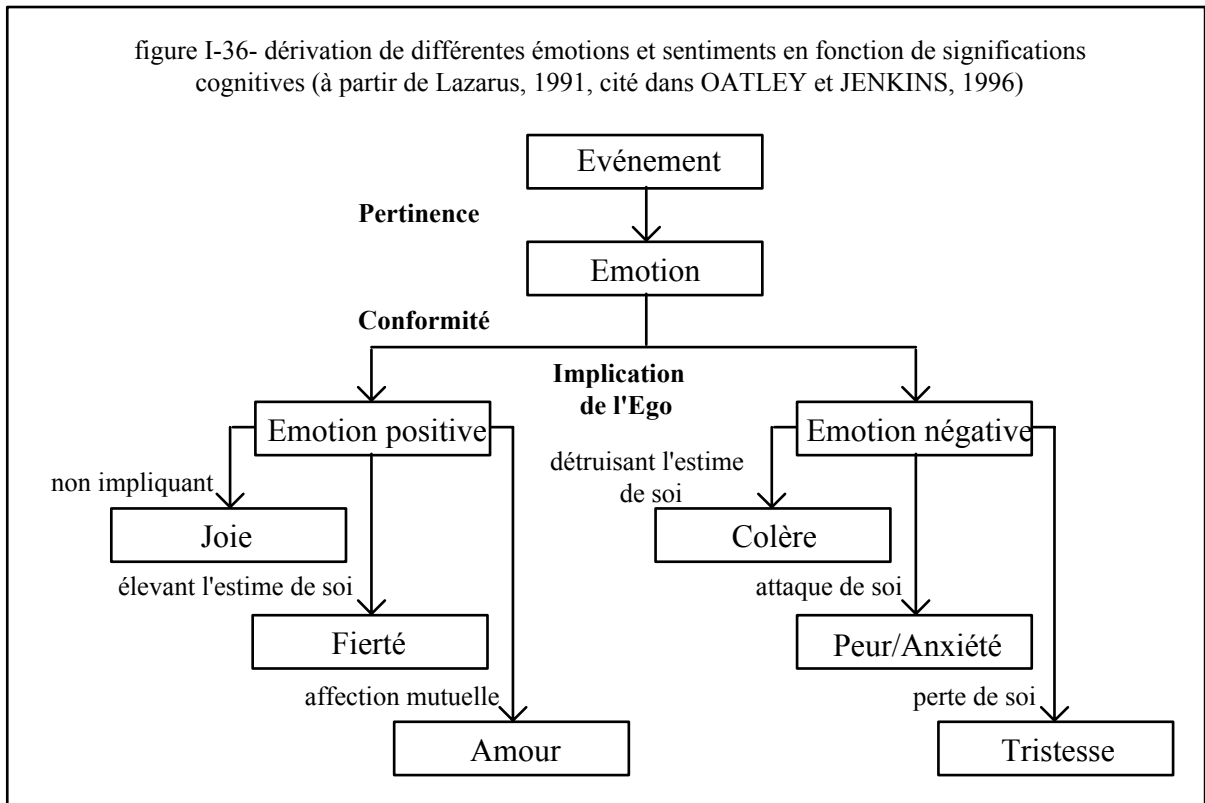 figure I-36- dérivation de différentes émotions et sentiments en fonction de significations
cognitives (à partir de Lazarus, 1991, cité dans OATLEY et JENKINS, 1996)
Evénement
Pertinence
Emotion
Conformité
Implication
de l'Ego
Emotion positive
Emotion négative
non impliquant
détruisant l'estime
de soi
Joie
Colère
élevant l'estime de soi
attaque de soi
Fierté
Peur/Anxiété
affection mutuelle
perte de soi
Amour
Tristesse